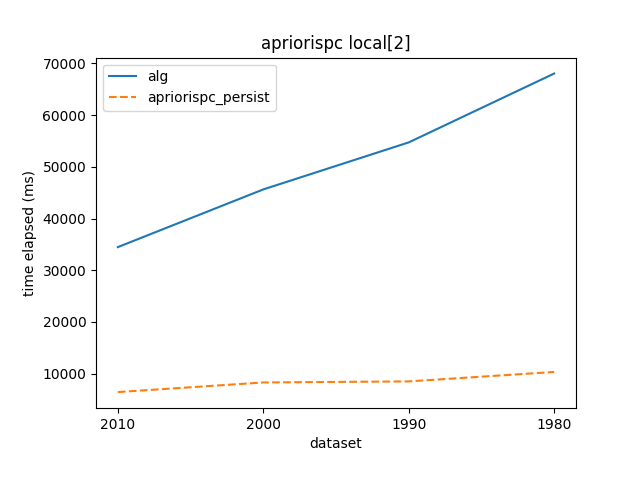 apriorispc local[2]
alg
apriorispc_persist
70000
60000
50000
40000
30000
20000
10000
time elapsed (ms)
2010 2000 1990 1980
dataset